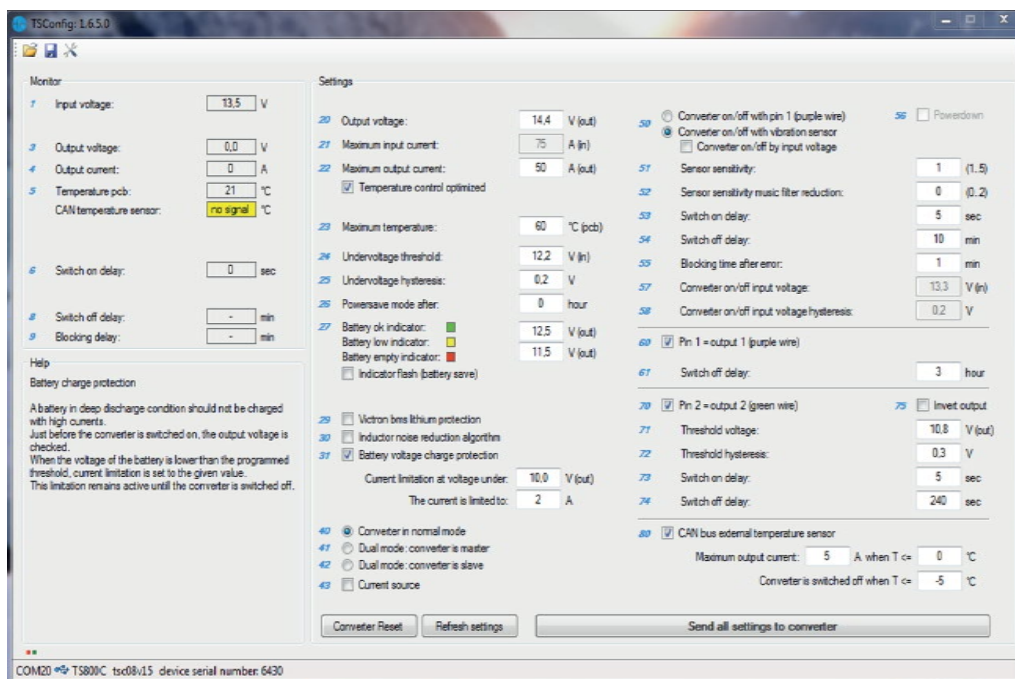 TSConfig: 1.6.5.0
Monitor
1 Input voltage: 13,5 V
3 Output voltage: 0,0 V
4 Output current: 0 A
5 Temperature pcb: 21 °C
CAN temperature sensor: no signal °C
6 Switch on delay: 0 sec
8 Switch off delay: - min
9 Blocking delay: - min
Help
Battery charge protection
A battery in deep discharge condition should not be charged
with high currents.
Just before the converter is switched on, the output voltage is
checked.
When the voltage of the battery is lower than the programmed
threshold, current limitation is set to the given value.
This limitation remains active until the converter is switched off.
Settings
20 Output voltage: 14,4 V (out)
21 Maximum input current: 75 A (in)
22 Maximum output current: 50 A (out)
Temperature control optimized
23 Maximum temperature: 60 °C (pcb)
24 Undervoltage threshold: 12,2 V (in)
25 Undervoltage hysteresis: 0,2 V
26 Powersave mode after: 0 hour
27 Battery ok indicator: 12,5 V (out)
Battery low indicator:
Battery empty indicator: 11,5 V (out)
Indicator flash (battery save)
29 Victron bms lithium protection
30 Inductor noise reduction algorithm
31 Battery voltage charge protection
Current limitation at voltage under: 10,0 V (out)
The current is limited to: 2 A
40 Converter in normal mode
41 Dual mode: converter is master
42 Dual mode: converter is slave
43 Current source
Converter Reset Refresh settings
50 Converter on/off with pin 1 (purple wire)
Converter on/off with vibration sensor
Converter on/off by input voltage
56 Powerdown
51 Sensor sensitivity: 1 (1..5)
52 Sensor sensitivity music filter reduction: 0 (0..2)
53 Switch on delay: 5 sec
54 Switch off delay: 10 min
55 Blocking time after error: 1 min
57 Converter on/off input voltage: 13,3 V (in)
58 Converter on/off input voltage hysteresis: 0,2 V
60 Pin 1 = output 1 (purple wire)
61 Switch off delay: 3 hour
70 Pin 2 = output 2 (green wire) 75 Invert output
71 Threshold voltage: 10,8 V (out)
72 Threshold hysteresis: 0,3 V
73 Switch on delay: 5 sec
74 Switch off delay: 240 sec
80 CAN bus external temperature sensor
Maximum output current: 5 A when T <= 0 °C
Converter is switched off when T <= -5 °C
Send all settings to converter
COM20 TS800C tsc08v15 device serial number: 6430